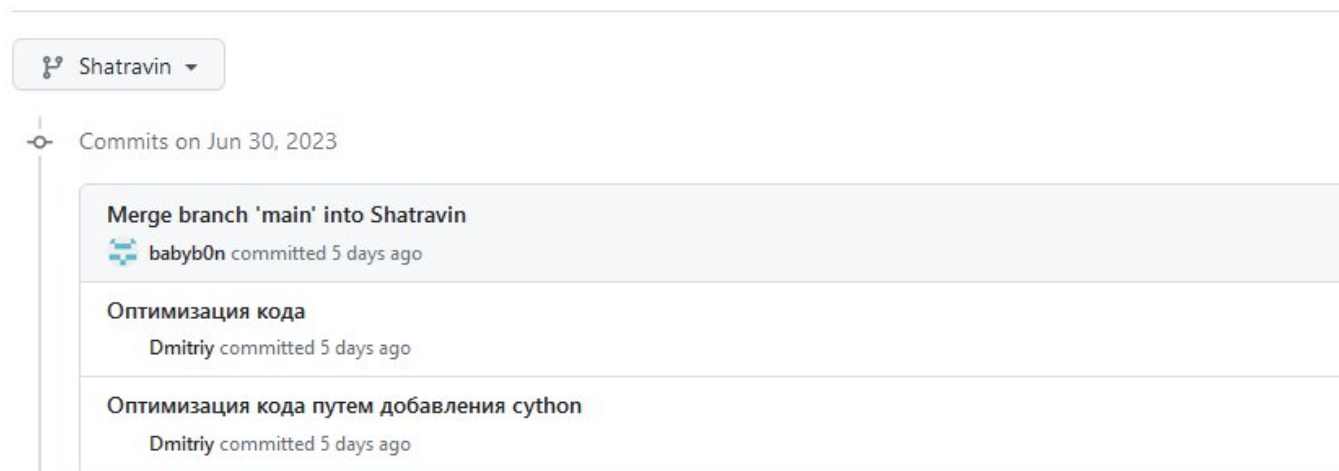 Shatravin
Commits on Jun 30, 2023
Merge branch 'main' into Shatravin
babyb0n committed 5 days ago
Оптимизация кода
Dmitriy committed 5 days ago
Оптимизация кода путем добавления cython
Dmitriy committed 5 days ago